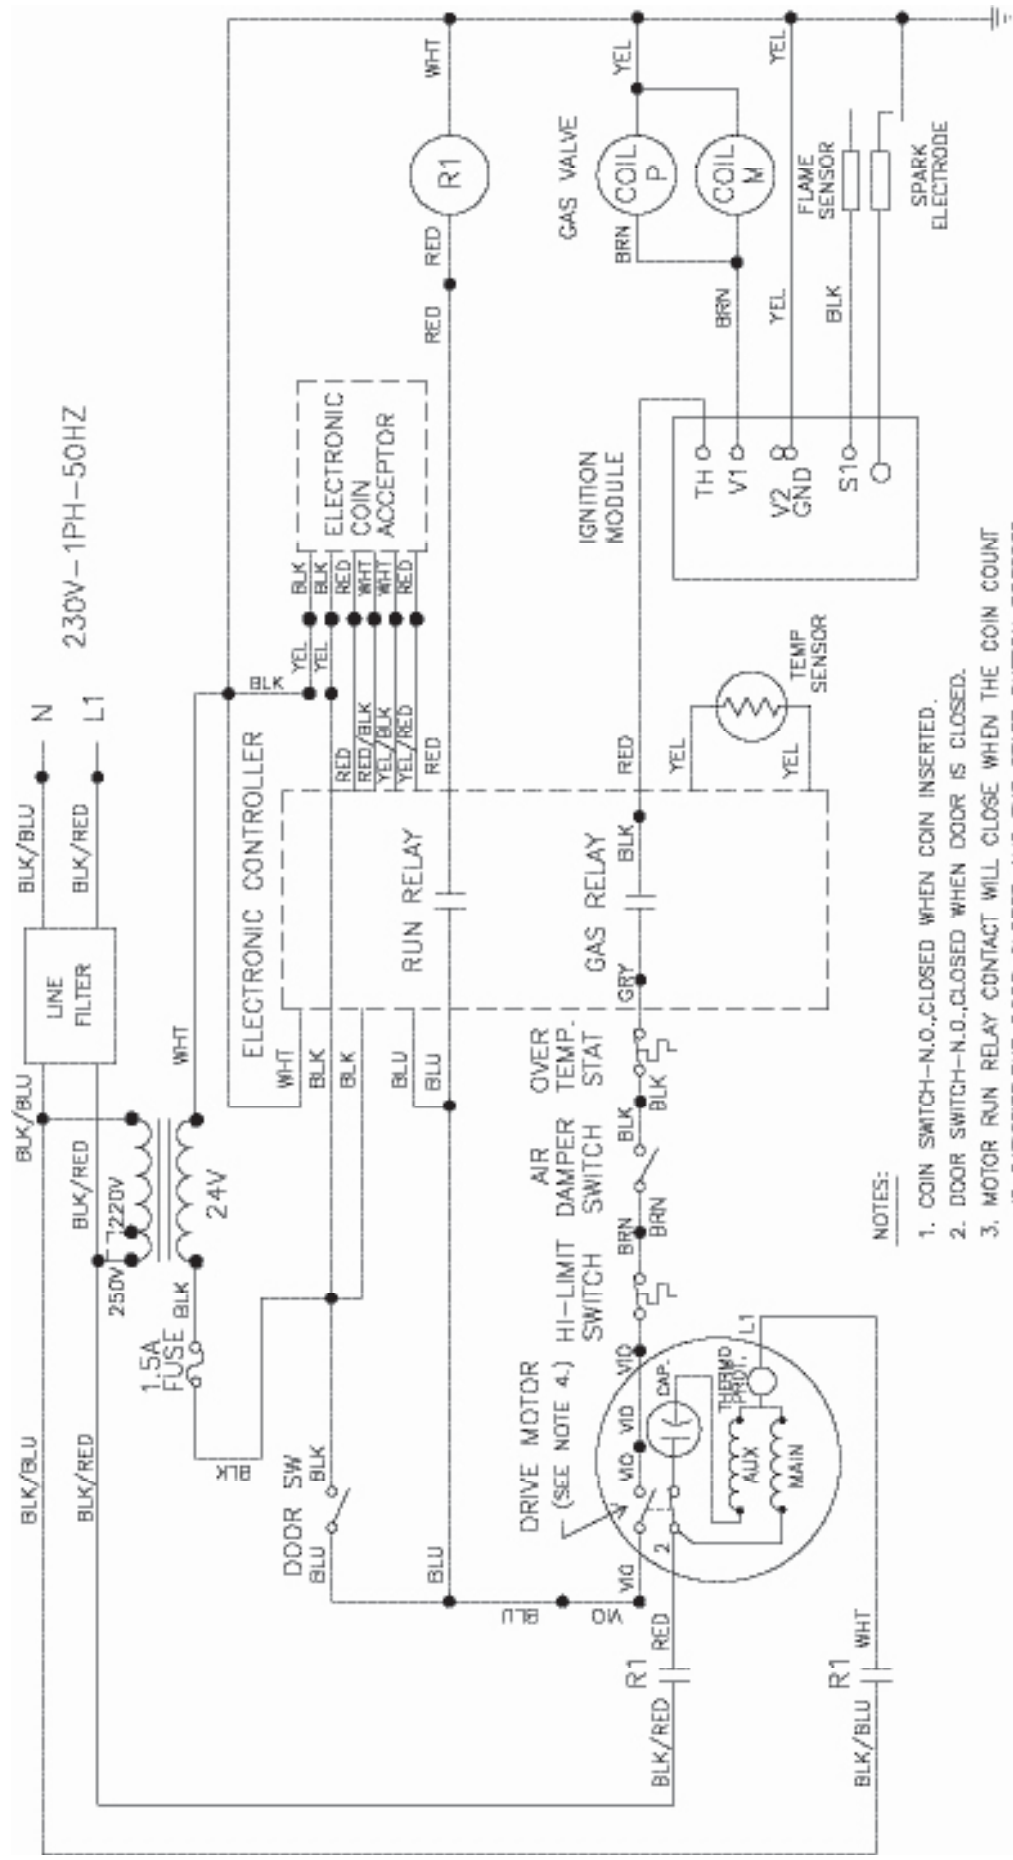 230V-1PH-50HZ
N
L1
BLK/BLU
BLK/RED
LINE
FILTER
BLK/BLU
BLK/RED
250V
220V
24V
WHT
BLK
1.5A
FUSE
BLK
BLK/BLU
BLK/RED
BLK
YEL
YEL
BLK
BLK
RED
WHT
WHT
RED
ELECTRONIC
COIN
ACCEPTOR
ELECTRONIC CONTROLLER
RED
RED/BLK
YEL/BLK
YEL/RED
RED
WHT
BLK
BLK
BLU
BLU
RUN RELAY
RED
RED
R1
WHT
DOOR SW
BLU
BLK
BLU
BLU
VIO
DRIVE MOTOR
(SEE NOTE 4.)
HI-LIMIT
SWITCH
AIR
DAMPER
SWITCH
OVER
TEMP.
STAT
VIO
VIO
VIO
VIO
BRN
BRN
BLK
BLK
GRY
GAS RELAY
BLK
RED
2
CAP.
THERMO
PROT.
L1
AUX
MAIN
R1
BLK/RED
RED
R1
BLK/BLU
WHT
YEL
YEL
TEMP
SENSOR
IGNITION
MODULE
TH
V1
V2
GND
S1
GAS VALVE
BRN
BRN
COIL
P
COIL
M
YEL
YEL
YEL
BLK
FLAME
SENSOR
SPARK
ELECTRODE
NOTES:
1. COIN SWITCH-N.O.,CLOSED WHEN COIN INSERTED.
2. DOOR SWITCH-N.O.,CLOSED WHEN DOOR IS CLOSED.
3. MOTOR RUN RELAY CONTACT WILL CLOSE WHEN THE COIN COUNT